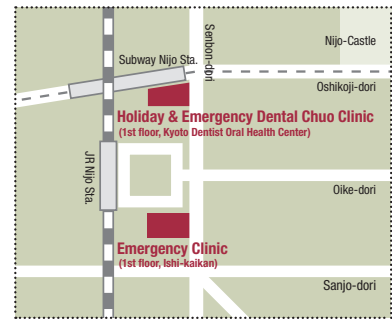 Nijo-Castle
Senbon-dori
Subway Nijo Sta.
Oshikoji-dori
Holiday & Emergency Dental Chuo Clinic
(1st floor, Kyoto Dentist Oral Health Center)
JR Nijo Sta.
Oike-dori
Emergency Clinic
(1st floor, Ishi-kaikan)
Sanjo-dori